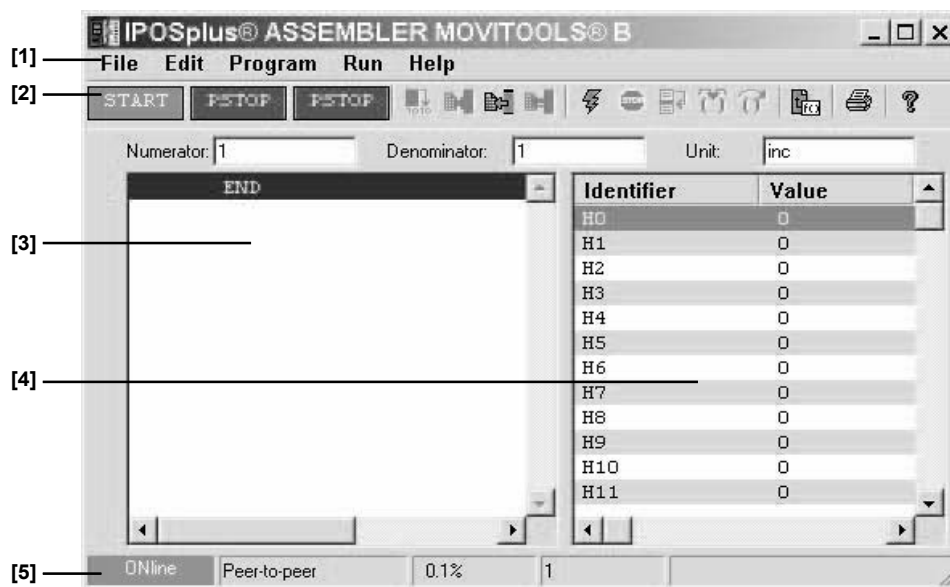 IPOSplus® ASSEMBLER MOVITOOLS® B
[1] File Edit Program Run Help
[2] START PSTOP PSTOP
Numerator: 1 Denominator: 1 Unit: inc
END
Identifier Value
H0 0
H1 0
H2 0
[3] H3 0
H4 0
H5 0
H6 0
[4] H7 0
H8 0
H9 0
H10 0
H11 0
[5] ONline Peer-to-peer 0.1% 1